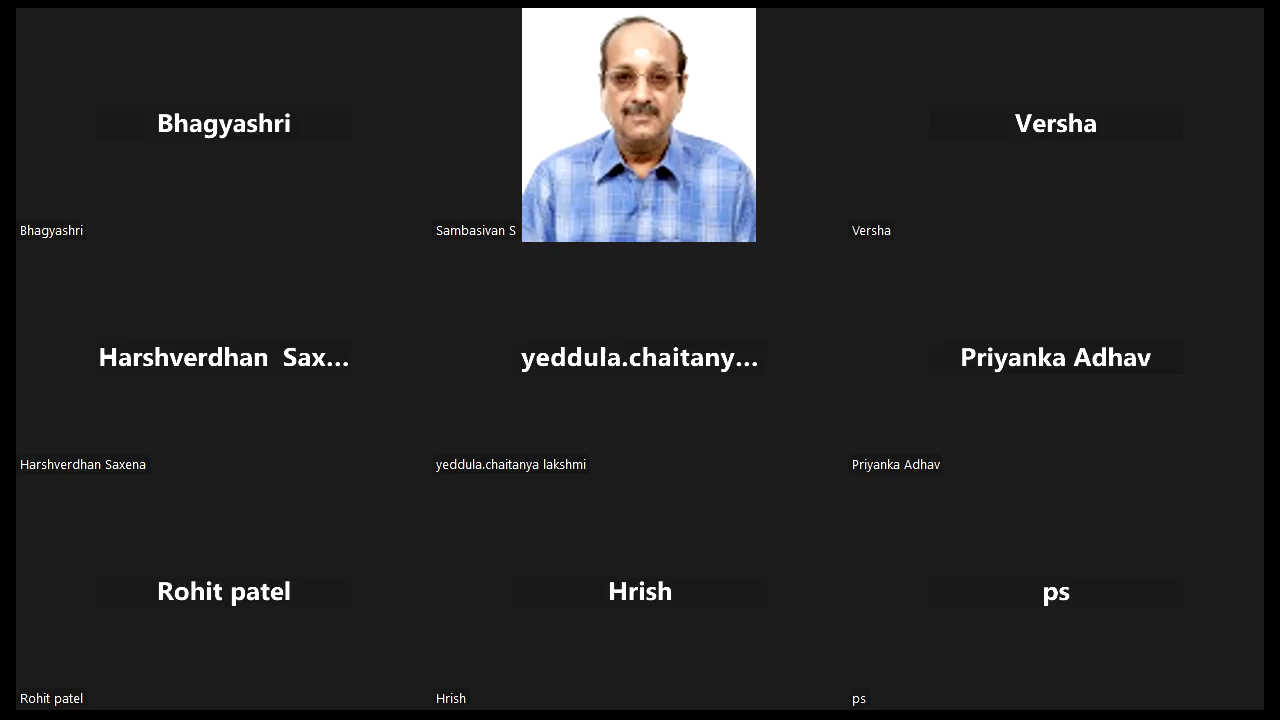 Bhagyashri
Versha
Bhagyashri
Sambasivan S
Versha
Harshverdhan  Sax...
yeddula.chaitany...
Priyanka Adhav
Harshverdhan Saxena
yeddula.chaitanya lakshmi
Priyanka Adhav
Rohit patel
Hrish
ps
Rohit patel
Hrish
ps